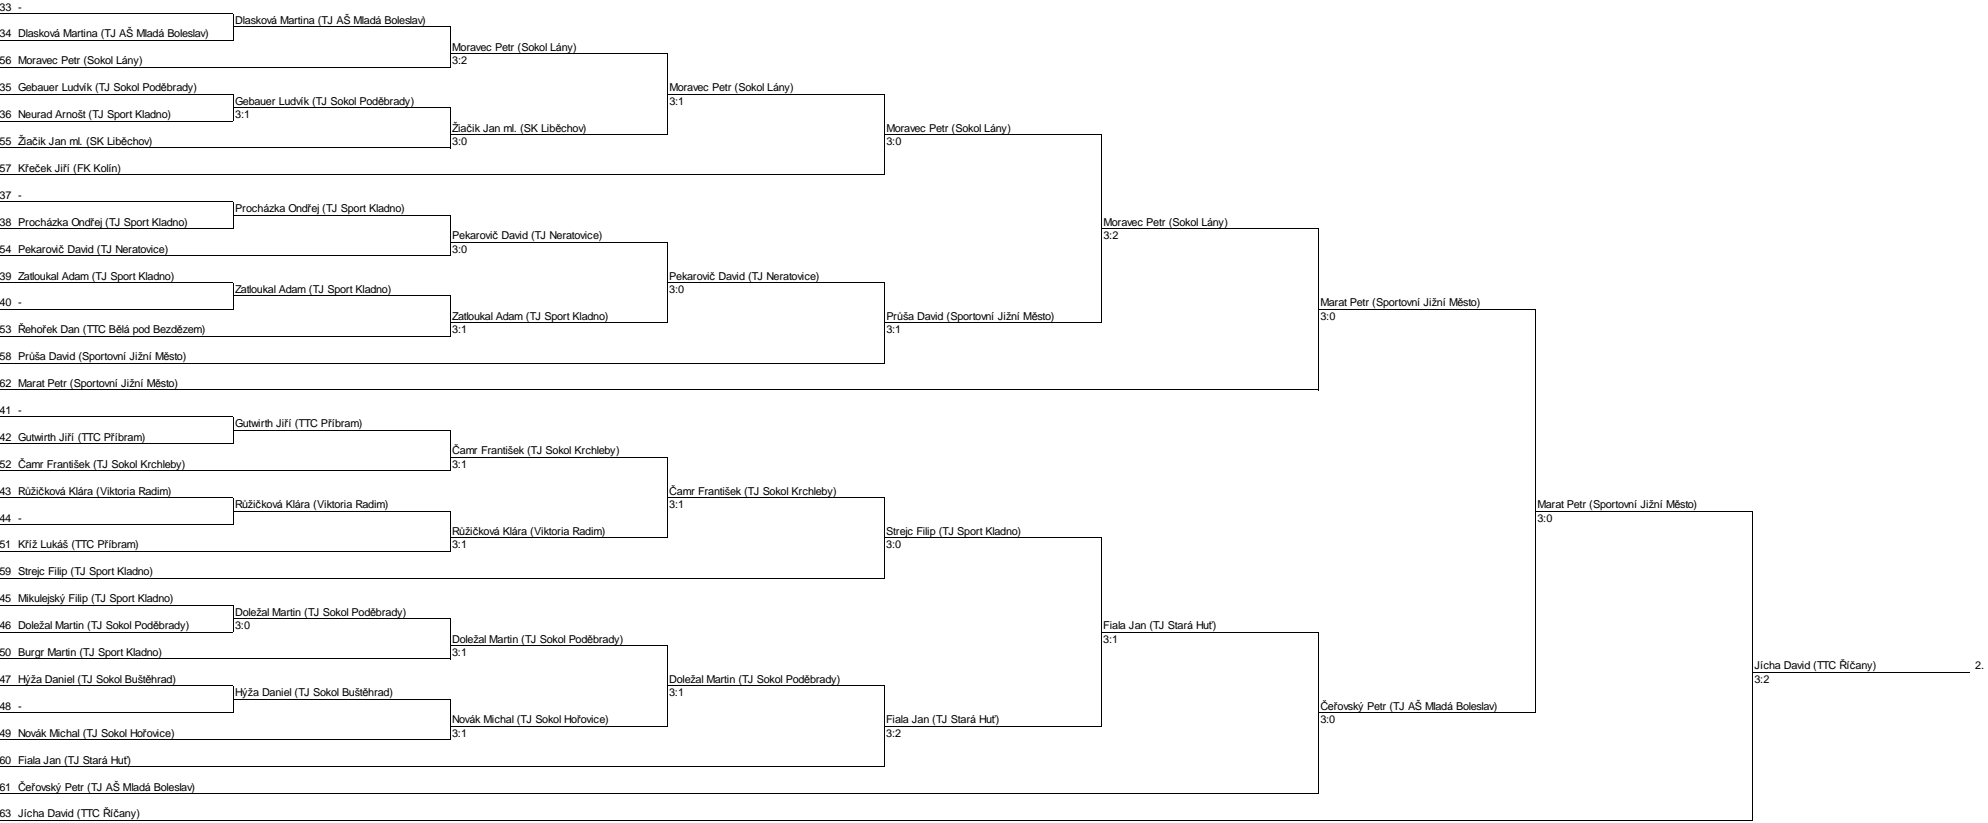 33 -
Dlasková Martina (TJ AŠ Mladá Boleslav)
34 Dlasková Martina (TJ AŠ Mladá Boleslav)
Moravec Petr (Sokol Lány)
56 Moravec Petr (Sokol Lány)
3:2
35 Gebauer Ludvík (TJ Sokol Poděbrady)
Moravec Petr (Sokol Lány)
Gebauer Ludvík (TJ Sokol Poděbrady)
3:1
36 Neurad Arnošt (TJ Sport Kladno)
3:1
Žiačik Jan ml. (SK Liběchov)
Moravec Petr (Sokol Lány)
55 Žiačik Jan ml. (SK Liběchov)
3:0
3:0
57 Křeček Jiří (FK Kolín)
37 -
Procházka Ondřej (TJ Sport Kladno)
38 Procházka Ondřej (TJ Sport Kladno)
Moravec Petr (Sokol Lány)
Pekarovič David (TJ Neratovice)
3:2
54 Pekarovič David (TJ Neratovice)
3:0
39 Zatloukal Adam (TJ Sport Kladno)
Pekarovič David (TJ Neratovice)
Zatloukal Adam (TJ Sport Kladno)
3:0
40 -
Marat Petr (Sportovní Jižní Město)
Zatloukal Adam (TJ Sport Kladno)
Průša David (Sportovní Jižní Město)
3:0
53 Řehořek Dan (TTC Bělá pod Bezdězem)
3:1
3:1
58 Průša David (Sportovní Jižní Město)
62 Marat Petr (Sportovní Jižní Město)
41 -
Gutwirth Jiří (TTC Příbram)
42 Gutwirth Jiří (TTC Příbram)
Čamr František (TJ Sokol Krchleby)
52 Čamr František (TJ Sokol Krchleby)
3:1
43 Růžičková Klára (Viktoria Radim)
Čamr František (TJ Sokol Krchleby)
Růžičková Klára (Viktoria Radim)
3:1
Marat Petr (Sportovní Jižní Město)
44 -
3:0
Růžičková Klára (Viktoria Radim)
Strejc Filip (TJ Sport Kladno)
51 Kříž Lukáš (TTC Příbram)
3:1
3:0
59 Strejc Filip (TJ Sport Kladno)
45 Mikulejský Filip (TJ Sport Kladno)
Doležal Martin (TJ Sokol Poděbrady)
46 Doležal Martin (TJ Sokol Poděbrady)
3:0
Fiala Jan (TJ Stará Huť)
Doležal Martin (TJ Sokol Poděbrady)
3:1
50 Burgr Martin (TJ Sport Kladno)
3:1
Jícha David (TTC Říčany)
2.
47 Hýža Daniel (TJ Sokol Buštěhrad)
Doležal Martin (TJ Sokol Poděbrady)
3:2
Hýža Daniel (TJ Sokol Buštěhrad)
3:1
48 -
Čeřovský Petr (TJ AŠ Mladá Boleslav)
Novák Michal (TJ Sokol Hořovice)
Fiala Jan (TJ Stará Huť)
3:0
49 Novák Michal (TJ Sokol Hořovice)
3:1
3:2
60 Fiala Jan (TJ Stará Huť)
61 Čeřovský Petr (TJ AŠ Mladá Boleslav)
63 Jícha David (TTC Říčany)